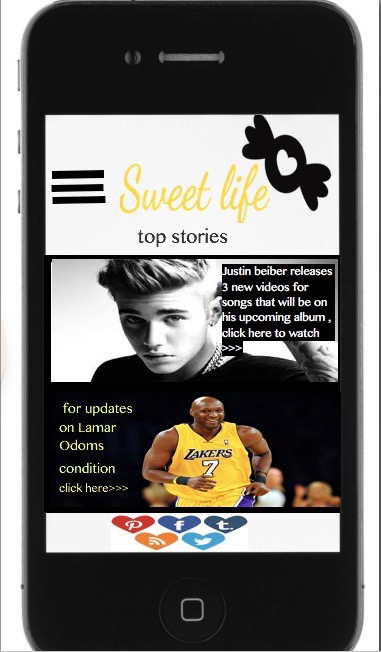 Sweet life
top stories
Justin beiber releases
3 new videos for
songs that will be on
his upcoming album ,
click here to watch
>>>
for updates
on Lamar
Odoms
condition
click here>>>
LAKERS
7